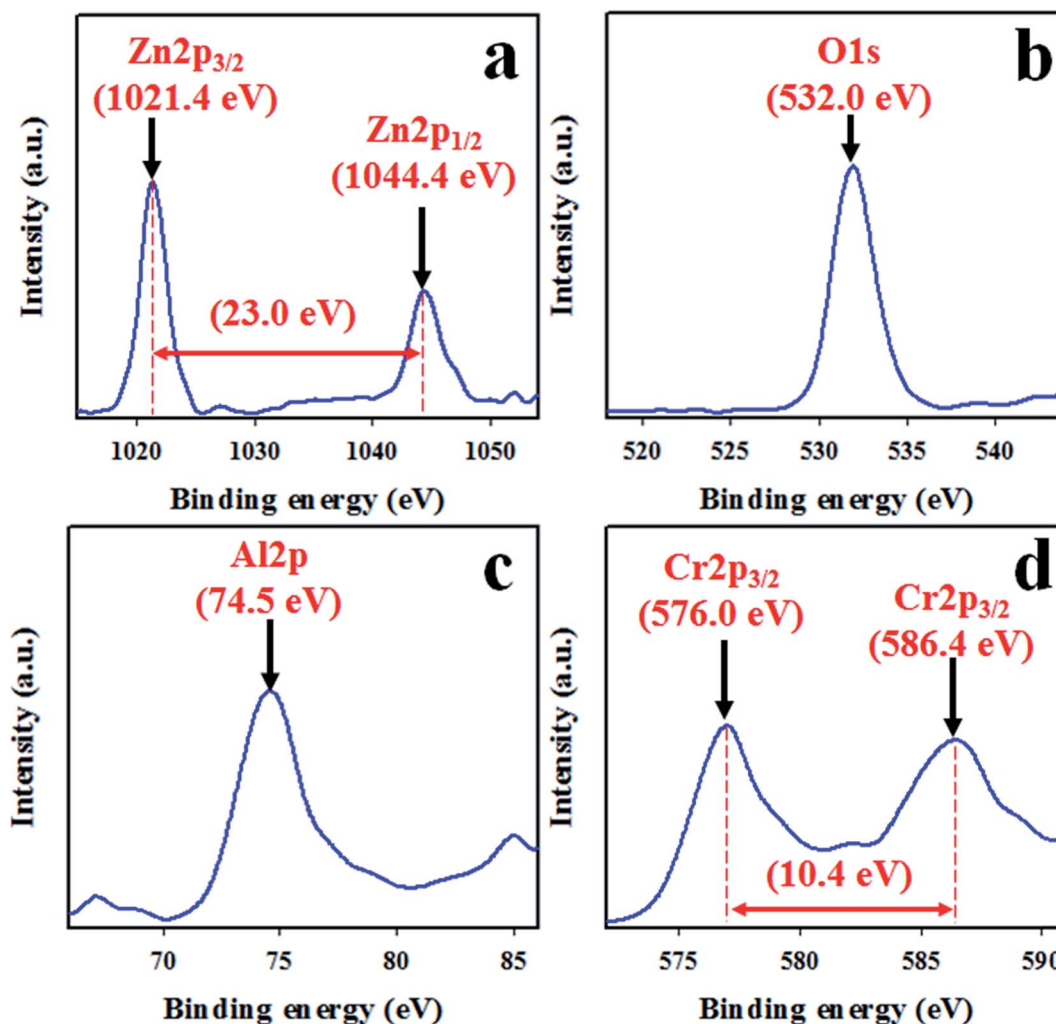 a
Zn2p3/2
(1021.4 eV)
Zn2p1/2
(1044.4 eV)
(23.0 eV)
Intensity (a.u.)
1020 1030 1040 1050
Binding energy (eV)
b
O1s
(532.0 eV)
Intensity (a.u.)
520 525 530 535 540
Binding energy (eV)
c
Al2p
(74.5 eV)
Intensity (a.u.)
70 75 80 85
Binding energy (eV)
d
Cr2p3/2
(576.0 eV)
Cr2p3/2
(586.4 eV)
(10.4 eV)
Intensity (a.u.)
575 580 585 590
Binding energy (eV)